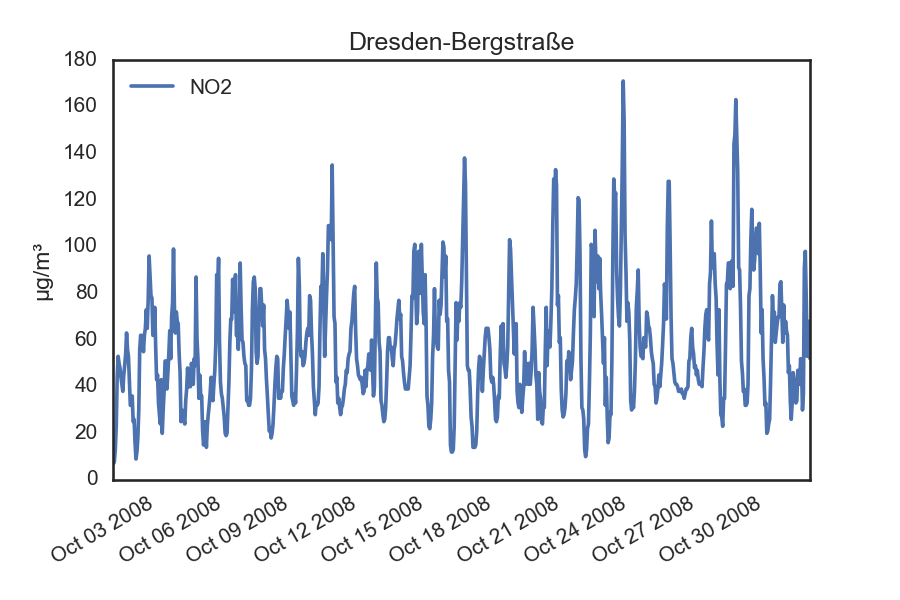 Dresden-Bergstraße
180
160
140
120
100
80
60
40
20
0
µg/m³
NO2
Oct 03 2008
Oct 06 2008
Oct 09 2008
Oct 12 2008
Oct 15 2008
Oct 18 2008
Oct 21 2008
Oct 24 2008
Oct 27 2008
Oct 30 2008